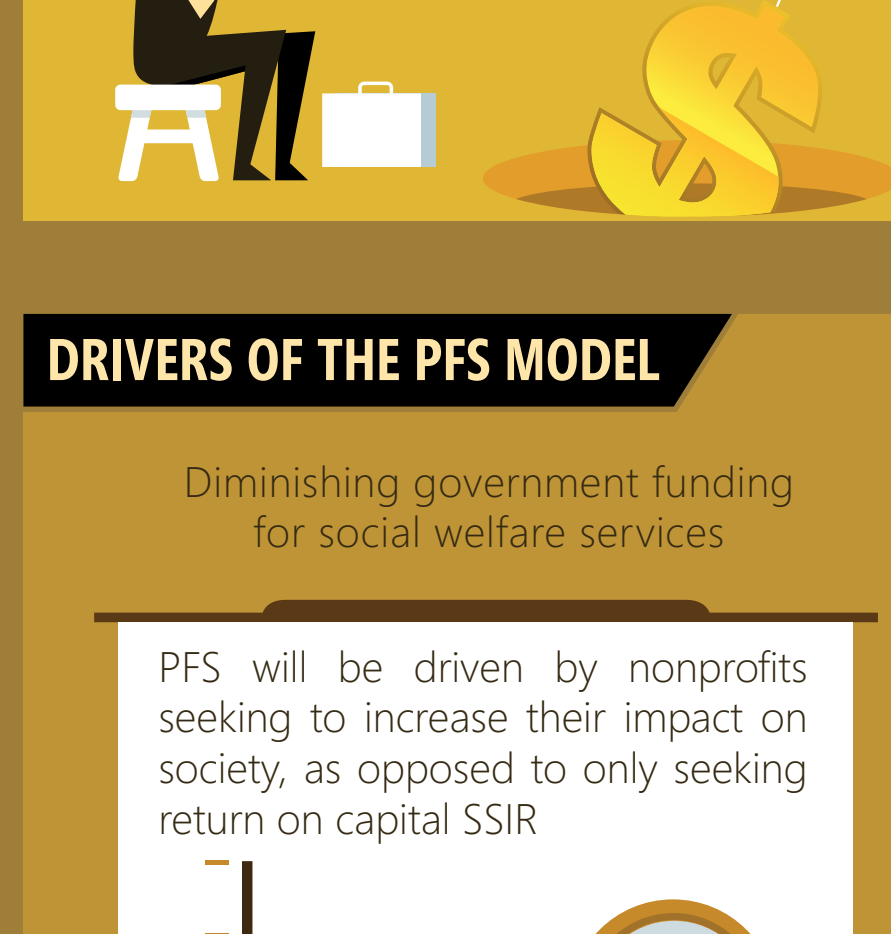 DRIVERS OF THE PFS MODEL
Diminishing government funding
for social welfare services
PFS will be driven by nonprofits
seeking to increase their impact on
society, as opposed to only seeking
return on capital SSIR